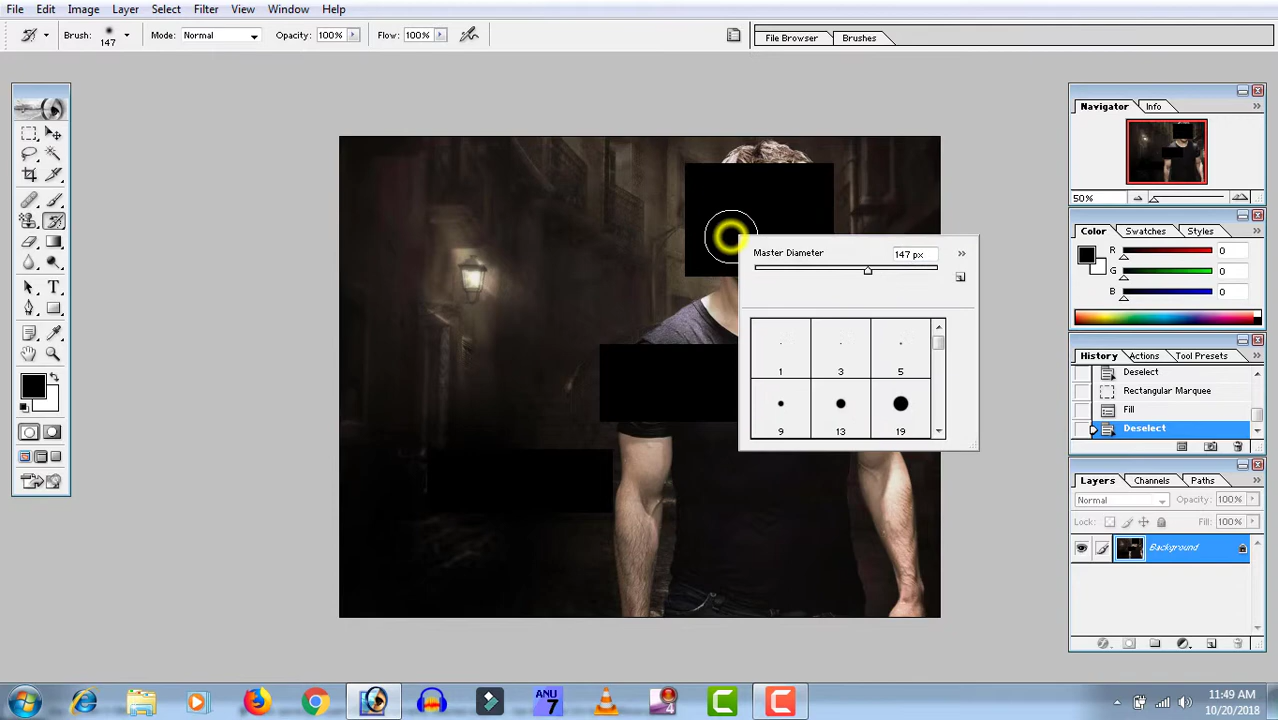 File Edit Image Layer Select Filter View Window Help
Brush: 147 Mode: Normal Opacity: 100% Flow: 100% File Browser Brushes
Navigator Info
50%
Color Swatches Styles
R 0
G 0
B 0
Master Diameter 147 px
1 3 5
9 13 19
History Actions Tool Presets
Deselect
Rectangular Marquee
Fill
Deselect
Layers Channels Paths
Normal Opacity: 100%
Lock: Fill: 100%
Background
ANU
7
4
11:49 AM
10/20/2018